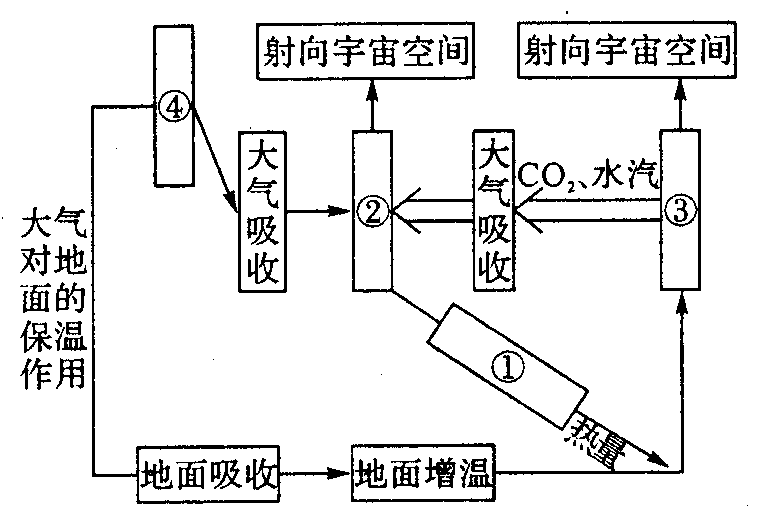 射向宇宙空间
射向宇宙空间
④
大气吸收
②
大气吸收
CO₂、水汽
③
大气
对地
面的
保温
作用
①
热量
地面吸收
地面增温